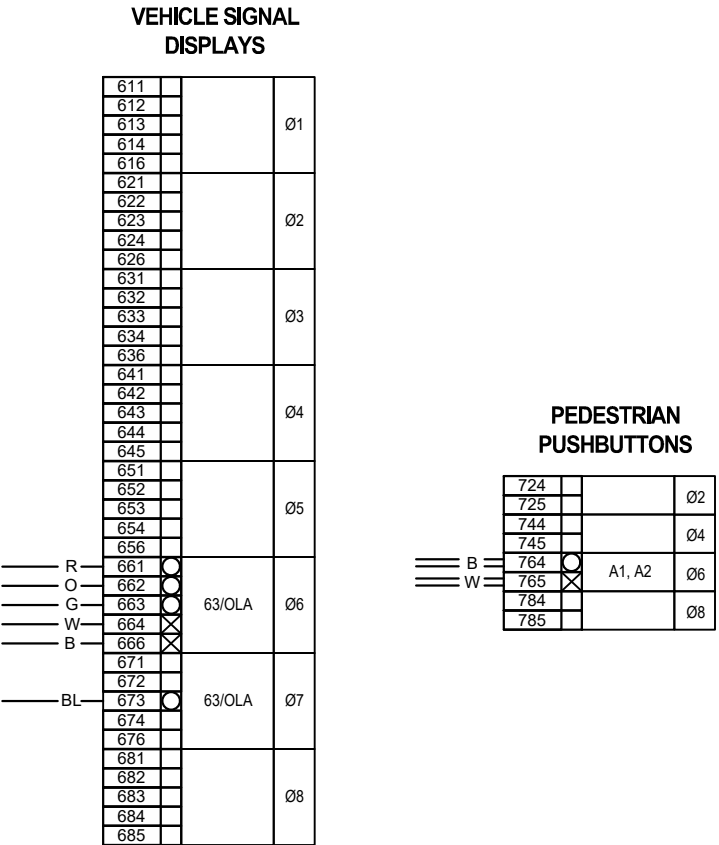 VEHICLE SIGNAL
DISPLAYS
611
612
613 Ø1
614
616
621
622
623 Ø2
624
626
631
632
633 Ø3
634
636
641
642
643 Ø4
644
645
651
652
653 Ø5
654
656
R 661
O 662
G 663 63/OLA Ø6
W 664
B 666
671
672
BL 673 63/OLA Ø7
674
676
681
682
683 Ø8
684
685
PEDESTRIAN
PUSHBUTTONS
724
725 Ø2
744
745 Ø4
B 764
W 765 A1, A2 Ø6
784
785 Ø8